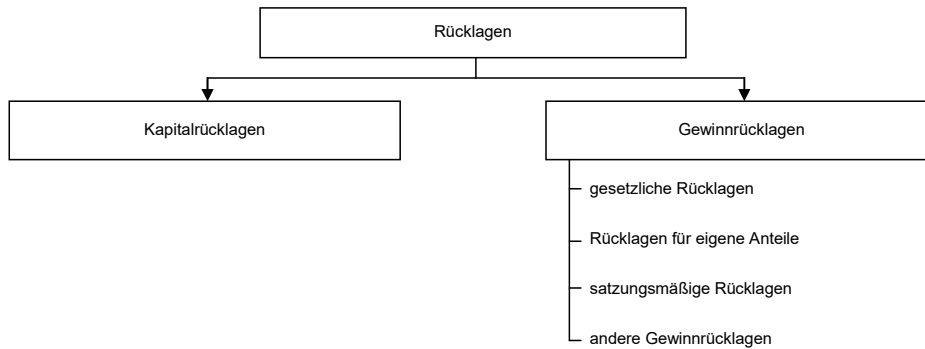 Rücklagen
Kapitalrücklagen
Gewinnrücklagen
gesetzliche Rücklagen
Rücklagen für eigene Anteile
satzungsmäßige Rücklagen
andere Gewinnrücklagen